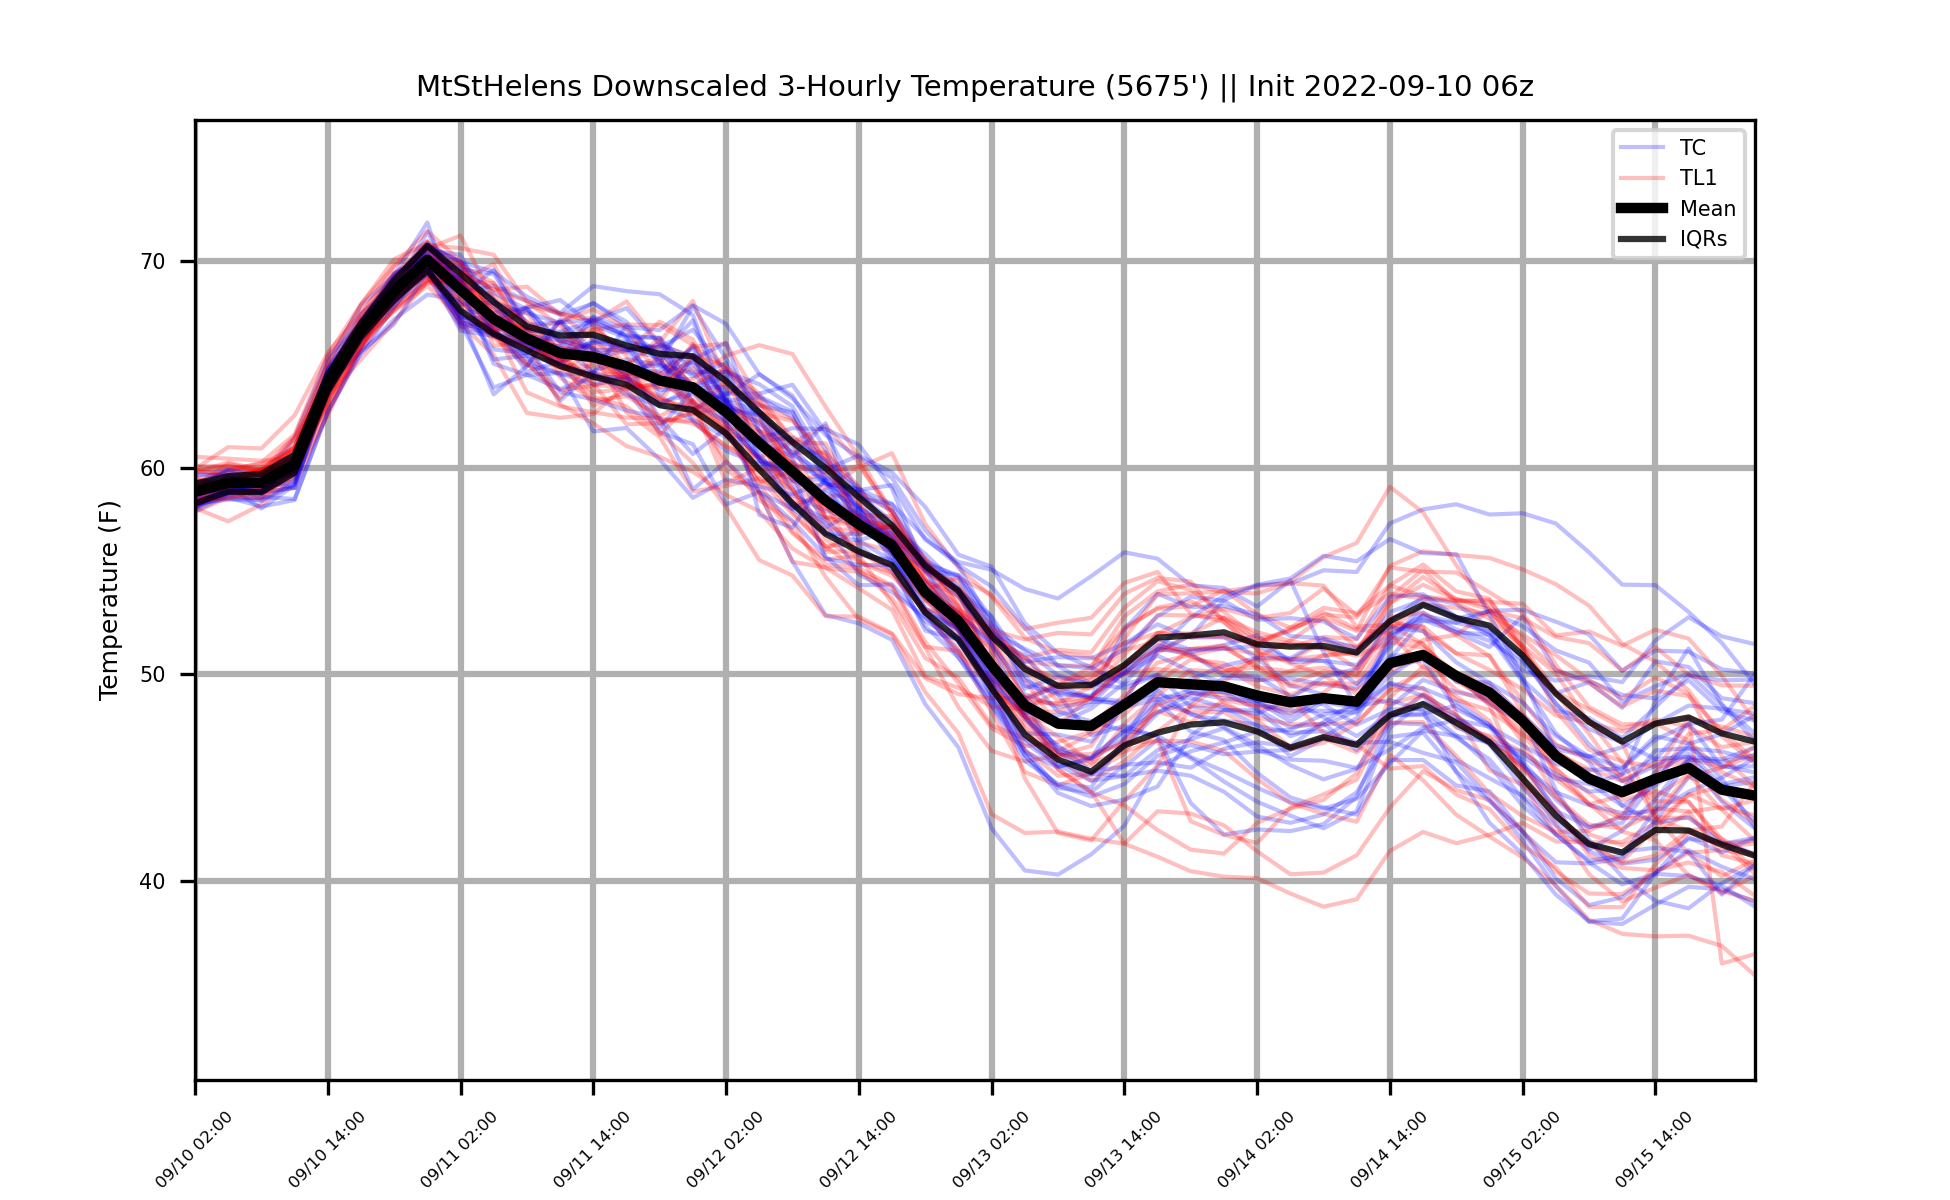 MtStHelens Downscaled 3-Hourly Temperature (5675') || Init 2022-09-10 06z
TC
TL1
Mean
IQRs
Temperature (F)
70
60
50
40
09/10 02:00
09/10 14:00
09/11 02:00
09/11 14:00
09/12 02:00
09/12 14:00
09/13 02:00
09/13 14:00
09/14 02:00
09/14 14:00
09/15 02:00
09/15 14:00